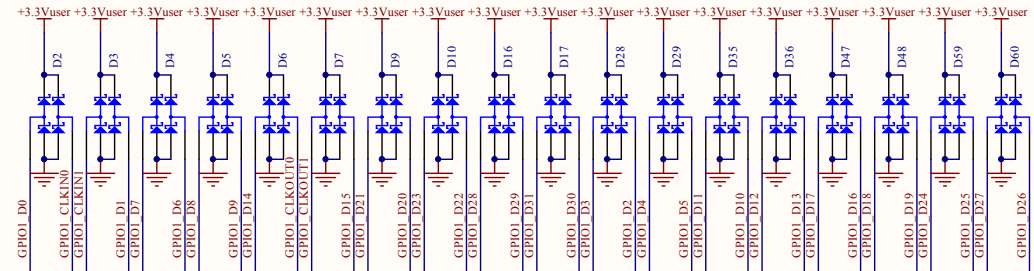 +3.3Vuser +3.3Vuser +3.3Vuser +3.3Vuser +3.3Vuser +3.3Vuser +3.3Vuser +3.3Vuser +3.3Vuser +3.3Vuser +3.3Vuser +3.3Vuser +3.3Vuser +3.3Vuser +3.3Vuser +3.3Vuser +3.3Vuser +3.3Vuser
D2
D3
D4
D5
D6
D7
D9
D10
D16
D17
D28
D29
D35
D36
D47
D48
D59
D60
GPIO1_D0
GPIO1_CLKIN0
GPIO1_CLKIN1
GPIO1_D1
GPIO1_D7
GPIO1_D6
GPIO1_D8
GPIO1_D9
GPIO1_D14
GPIO1_CLKOUT0
GPIO1_CLKOUT1
GPIO1_D15
GPIO1_D21
GPIO1_D20
GPIO1_D23
GPIO1_D22
GPIO1_D28
GPIO1_D29
GPIO1_D31
GPIO1_D30
GPIO1_D3
GPIO1_D2
GPIO1_D4
GPIO1_D5
GPIO1_D11
GPIO1_D10
GPIO1_D12
GPIO1_D13
GPIO1_D17
GPIO1_D16
GPIO1_D18
GPIO1_D19
GPIO1_D24
GPIO1_D25
GPIO1_D27
GPIO1_D26